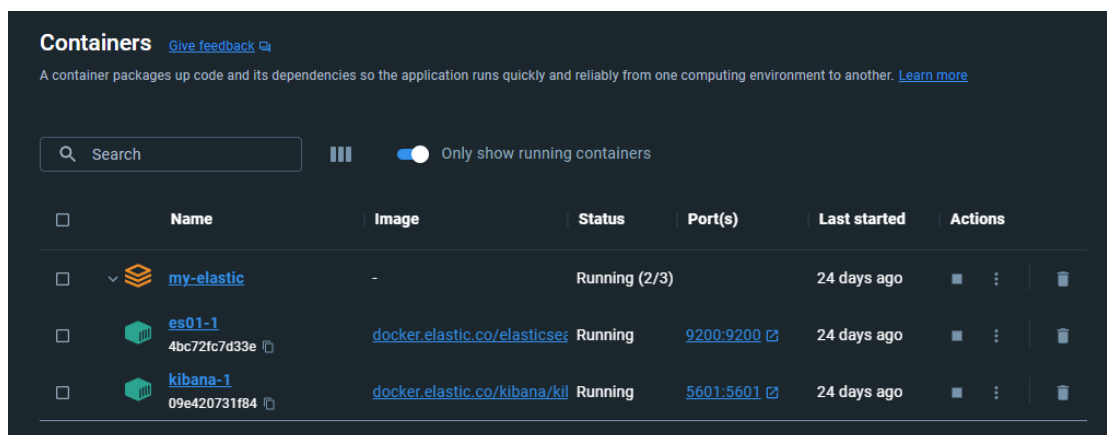 Containers Give feedback
A container packages up code and its dependencies so the application runs quickly and reliably from one computing environment to another. Learn more
Search Only show running containers
Name Image Status Port(s) Last started Actions
my-elastic - Running (2/3) 24 days ago
es01-1
docker.elastic.co/elasticsea Running 9200:9200 24 days ago
4bc72fc7d33e
kibana-1
docker.elastic.co/kibana/kil Running 5601:5601 24 days ago
09e420731f84